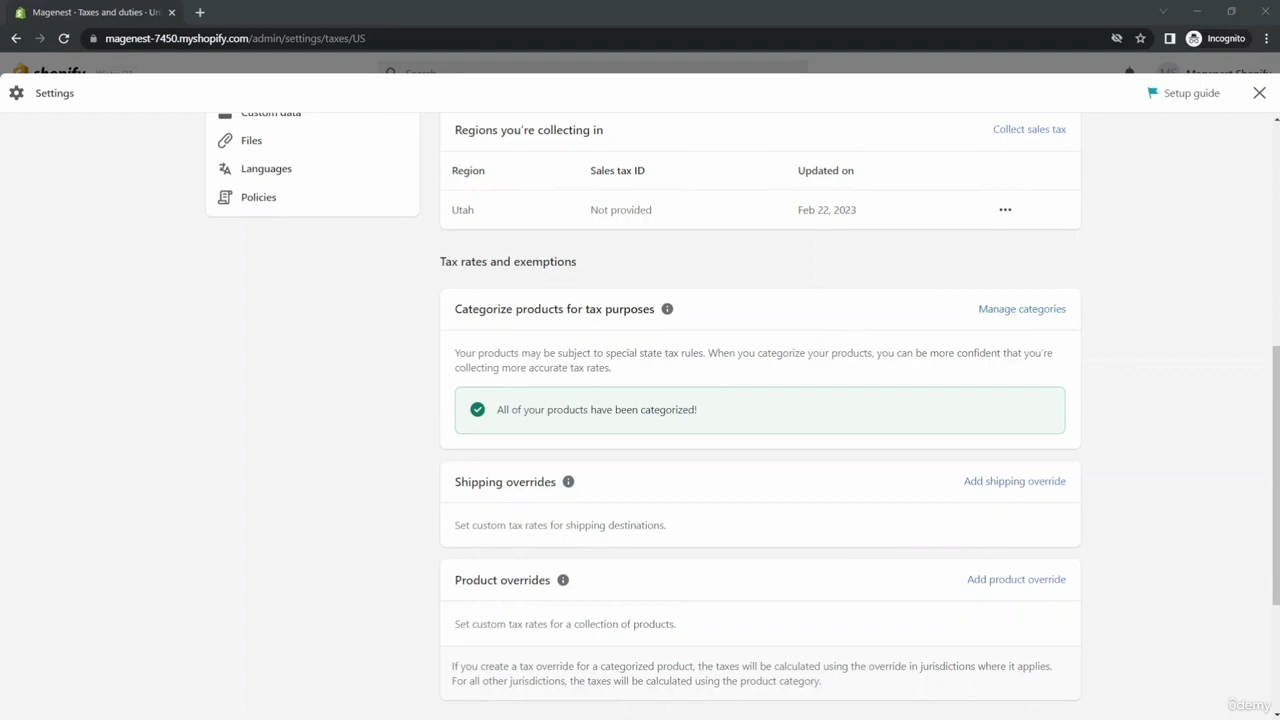 Magenest - Taxes and duties - Un
magenest-7450.myshopify.com/admin/settings/taxes/US
Incognito
shopify
Search
Magenest Shopify
Settings
Setup guide
Custom data
Files
Languages
Policies
Regions you're collecting in
Collect sales tax
Region Sales tax ID Updated on
Utah Not provided Feb 22, 2023
Tax rates and exemptions
Categorize products for tax purposes
Manage categories
Your products may be subject to special state tax rules. When you categorize your products, you can be more confident that you're
collecting more accurate tax rates.
All of your products have been categorized!
Shipping overrides
Add shipping override
Set custom tax rates for shipping destinations.
Product overrides
Add product override
Set custom tax rates for a collection of products.
If you create a tax override for a categorized product, the taxes will be calculated using the override in jurisdictions where it applies.
For all other jurisdictions, the taxes will be calculated using the product category.
ûdemy